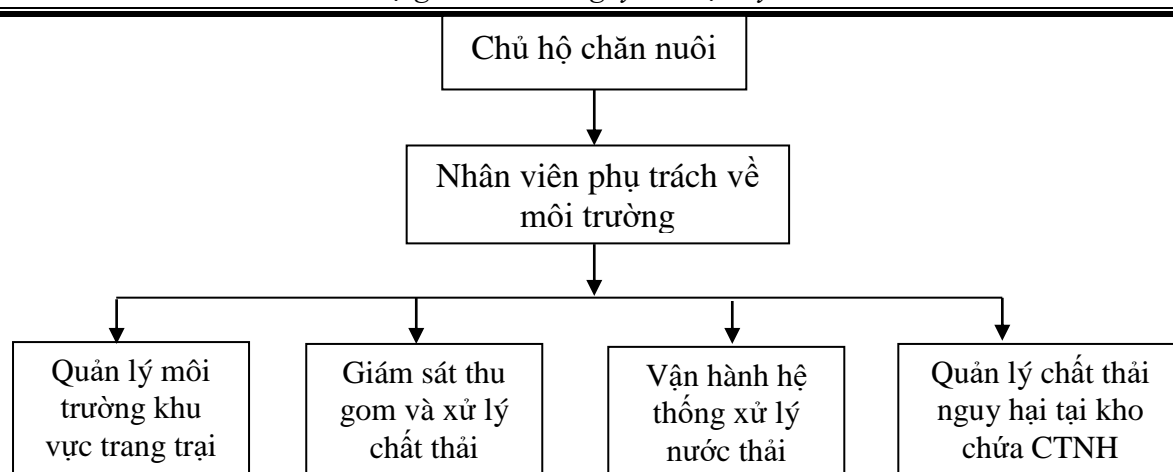 Chủ hộ chăn nuôi
Nhân viên phụ trách về
môi trường
Quản lý môi
trường khu
vực trang trại
Giám sát thu
gom và xử lý
chất thải
Vận hành hệ
thống xử lý
nước thải
Quản lý chất thải
nguy hại tại kho
chứa CTNH